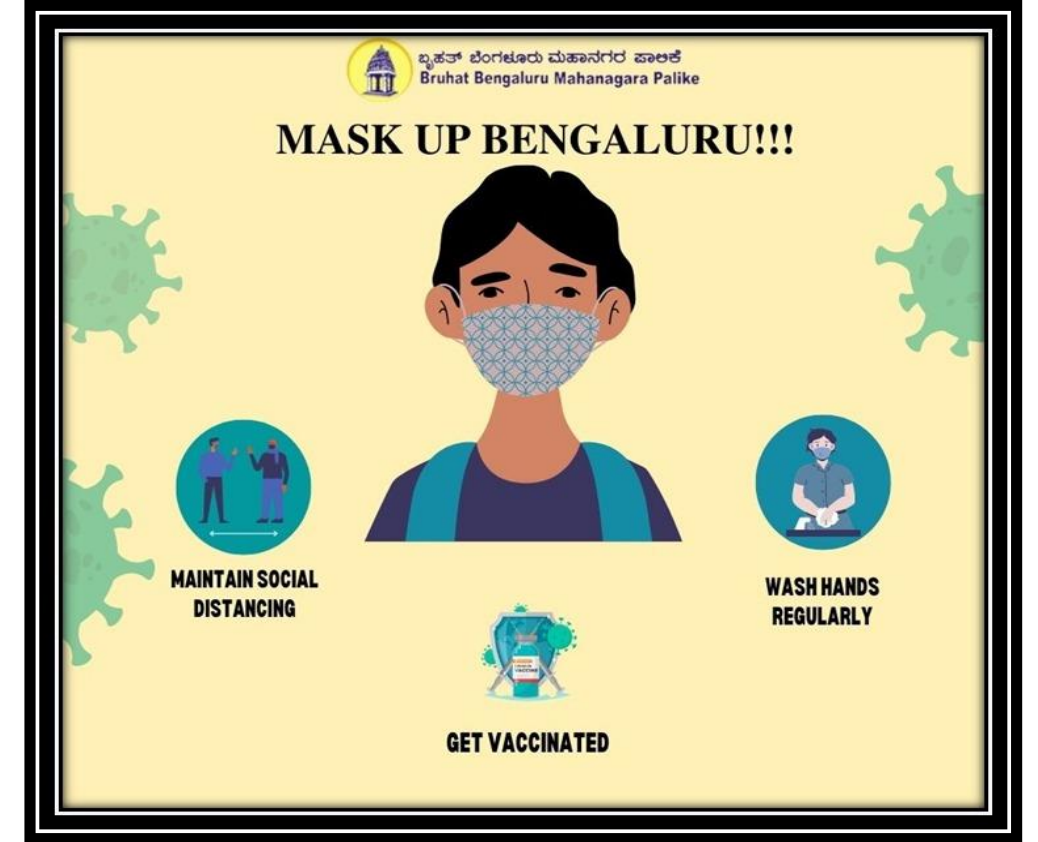 ಬೃಹತ್ ಬೆಂಗಳೂರು ಮಹಾನಗರ ಪಾಲಿಕೆ
Bruhat Bengaluru Mahanagara Palike
MASK UP BENGALURU!!!
MAINTAIN SOCIAL
DISTANCING
WASH HANDS
REGULARLY
VACCINE
GET VACCINATED